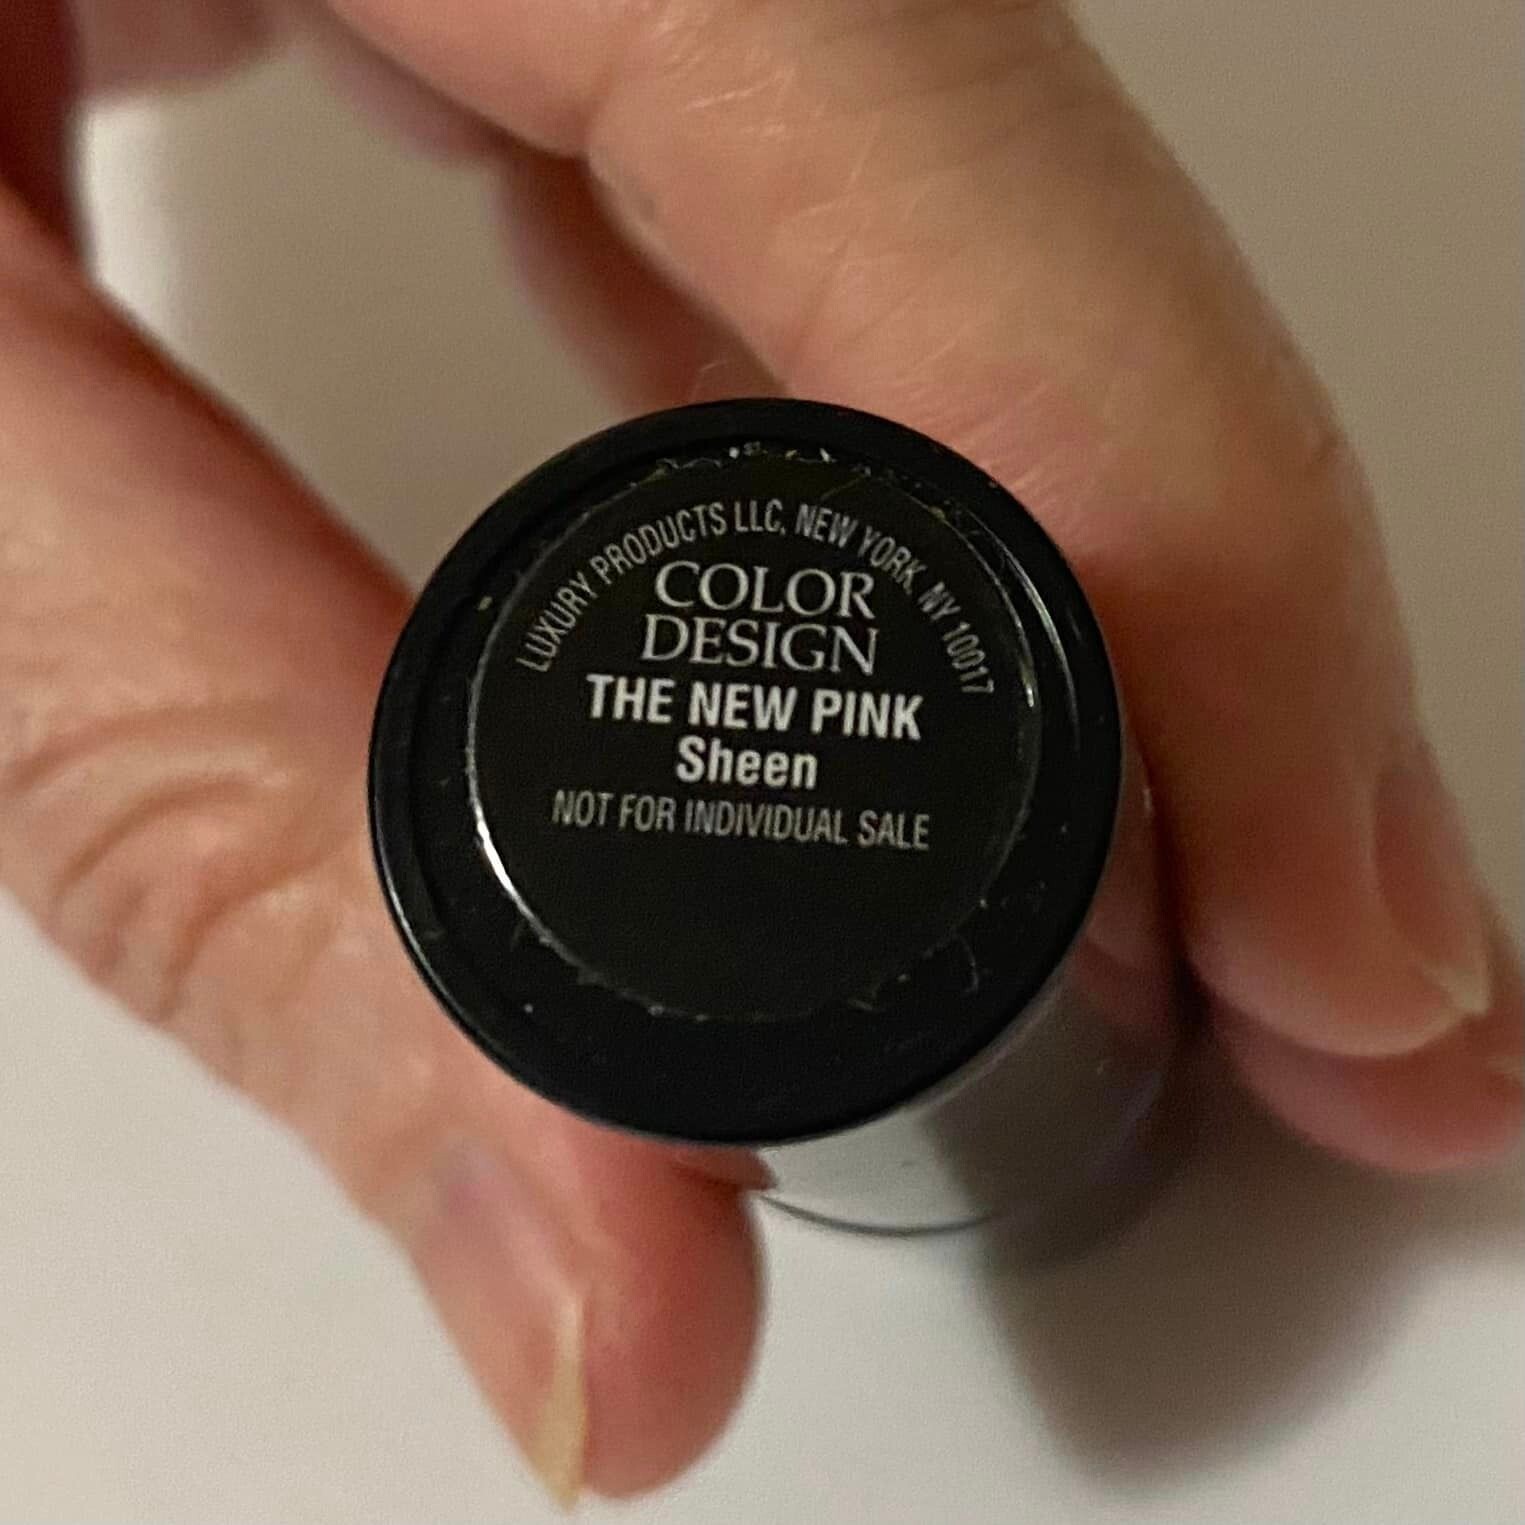 LUXURY PRODUCTS LLC, NEW YORK, NY 10017
COLOR
DESIGN
THE NEW PINK
Sheen
NOT FOR INDIVIDUAL SALE